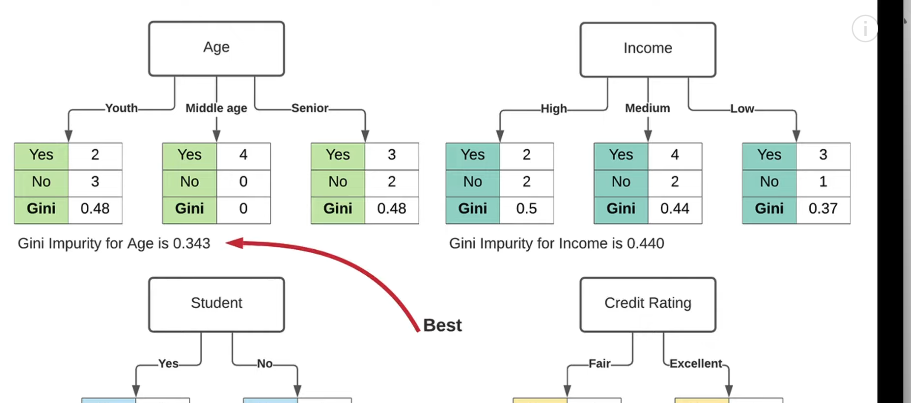 Age
Youth Middle age Senior
Yes 2
No 3
Gini 0.48
Yes 4
No 0
Gini 0
Yes 3
No 2
Gini 0.48
Gini Impurity for Age is 0.343
Income
High Medium Low
Yes 2
No 2
Gini 0.5
Yes 4
No 2
Gini 0.44
Yes 3
No 1
Gini 0.37
Gini Impurity for Income is 0.440
Best
Student
Yes No
Credit Rating
Fair Excellent